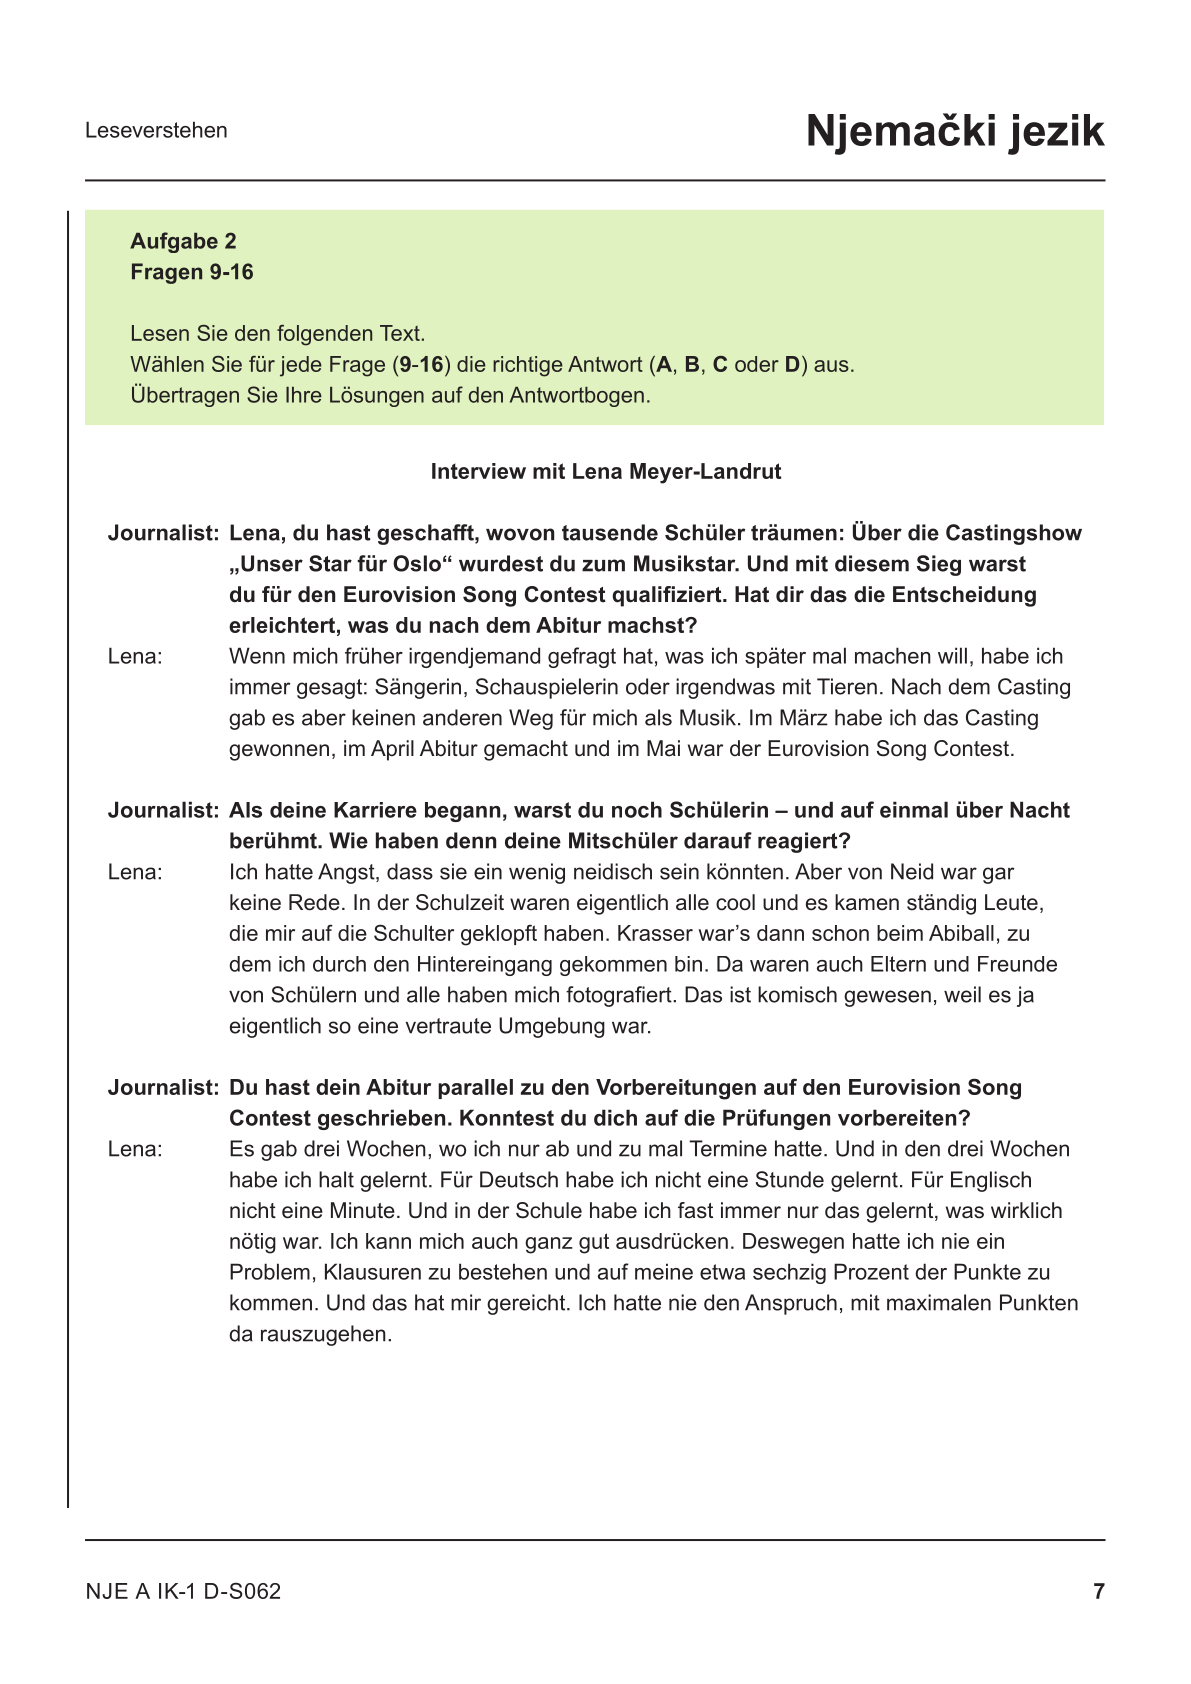 Leseverstehen
Njemački jezik
Aufgabe 2
Fragen 9-16
Lesen Sie den folgenden Text.
Wählen Sie für jede Frage (9-16) die richtige Antwort (A, B, C oder D) aus.
Übertragen Sie Ihre Lösungen auf den Antwortbogen.
Interview mit Lena Meyer-Landrut
Journalist: Lena, du hast geschafft, wovon tausende Schüler träumen: Über die Castingshow
„Unser Star für Oslo“ wurdest du zum Musikstar. Und mit diesem Sieg warst
du für den Eurovision Song Contest qualifiziert. Hat dir das die Entscheidung
erleichtert, was du nach dem Abitur machst?
Lena: Wenn mich früher irgendjemand gefragt hat, was ich später mal machen will, habe ich
immer gesagt: Sängerin, Schauspielerin oder irgendwas mit Tieren. Nach dem Casting
gab es aber keinen anderen Weg für mich als Musik. Im März habe ich das Casting
gewonnen, im April Abitur gemacht und im Mai war der Eurovision Song Contest.
Journalist: Als deine Karriere begann, warst du noch Schülerin – und auf einmal über Nacht
berühmt. Wie haben denn deine Mitschüler darauf reagiert?
Lena: Ich hatte Angst, dass sie ein wenig neidisch sein könnten. Aber von Neid war gar
keine Rede. In der Schulzeit waren eigentlich alle cool und es kamen ständig Leute,
die mir auf die Schulter geklopft haben. Krasser war’s dann schon beim Abiball, zu
dem ich durch den Hintereingang gekommen bin. Da waren auch Eltern und Freunde
von Schülern und alle haben mich fotografiert. Das ist komisch gewesen, weil es ja
eigentlich so eine vertraute Umgebung war.
Journalist: Du hast dein Abitur parallel zu den Vorbereitungen auf den Eurovision Song
Contest geschrieben. Konntest du dich auf die Prüfungen vorbereiten?
Lena: Es gab drei Wochen, wo ich nur ab und zu mal Termine hatte. Und in den drei Wochen
habe ich halt gelernt. Für Deutsch habe ich nicht eine Stunde gelernt. Für Englisch
nicht eine Minute. Und in der Schule habe ich fast immer nur das gelernt, was wirklich
nötig war. Ich kann mich auch ganz gut ausdrücken. Deswegen hatte ich nie ein
Problem, Klausuren zu bestehen und auf meine etwa sechzig Prozent der Punkte zu
kommen. Und das hat mir gereicht. Ich hatte nie den Anspruch, mit maximalen Punkten
da rauszugehen.
NJE A IK-1 D-S062
7